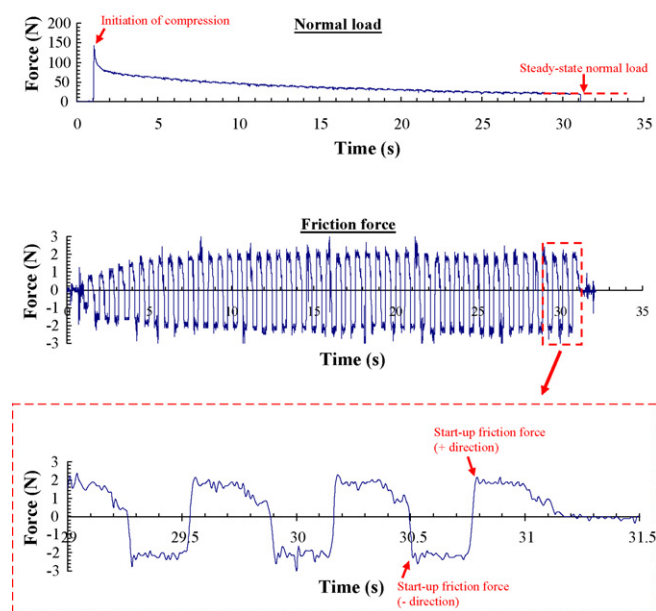 Normal load
Initiation of compression
Force (N)
200
150
100
50
0
Steady-state normal load
0 5 10 15 20 25 30 35
Time (s)
Friction force
Force (N)
3
2
1
0
-1
-2
-3
0 5 10 15 20 25 30 35
Time (s)
Start-up friction force
(+ direction)
Force (N)
4
3
2
1
0
-1
-2
-3
29 29.5 30 30.5 31 31.5
Time (s)
Start-up friction force
(- direction)